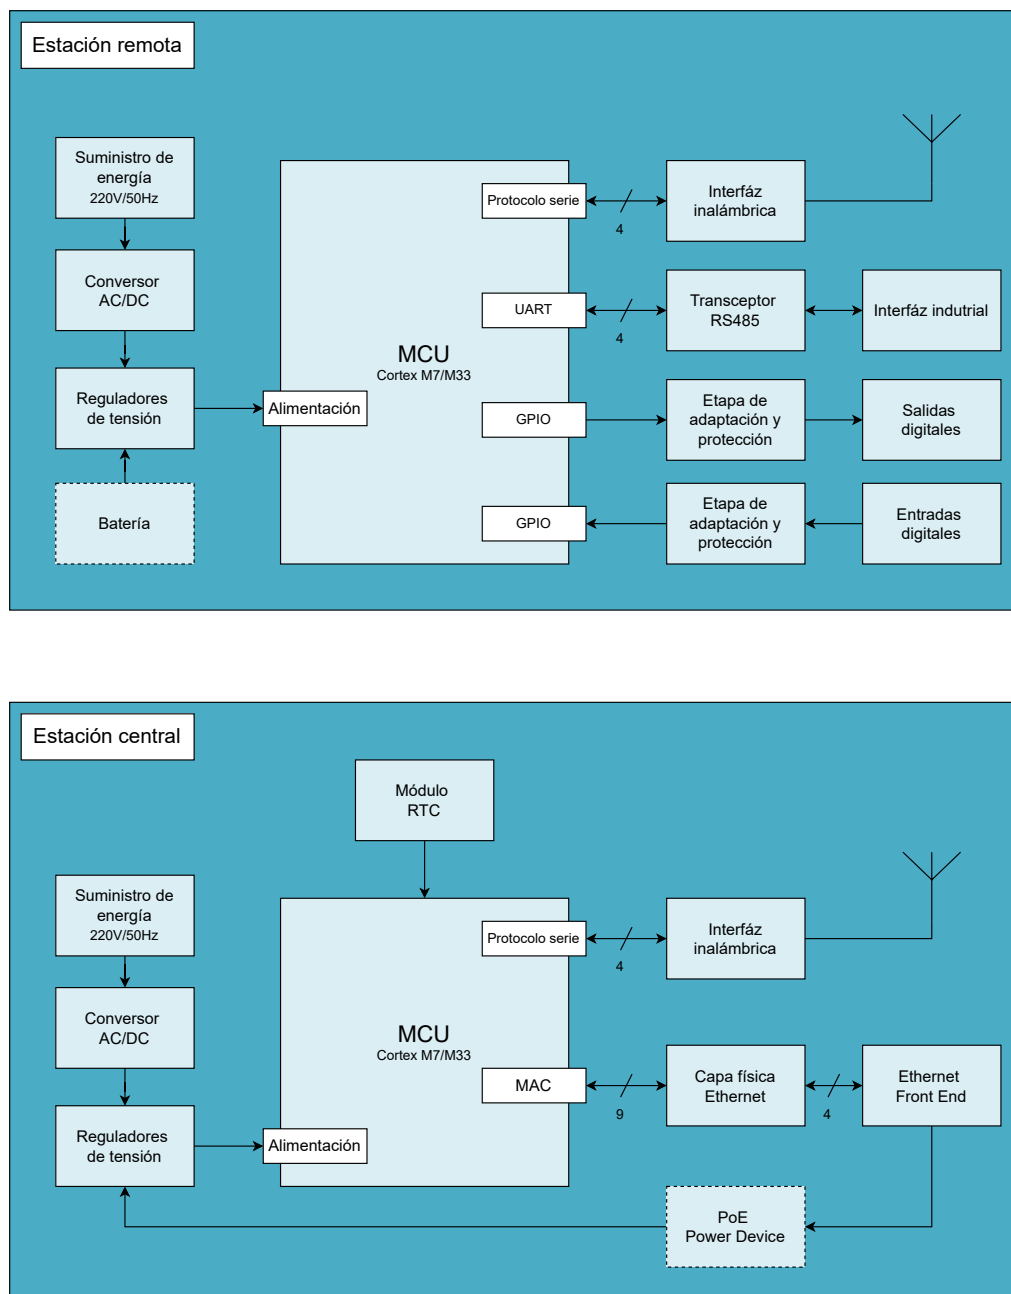 Estación remota
Suministro de
energía
220V/50Hz
Conversor
AC/DC
Reguladores
de tensión
Batería
Alimentación
MCU
Cortex M7/M33
Protocolo serie
4
Interfáz
inalámbrica
UART
4
Transceptor
RS485
Interfáz indutrial
GPIO
Etapa de
adaptación y
protección
Salidas
digitales
GPIO
Etapa de
adaptación y
protección
Entradas
digitales
Estación central
Módulo
RTC
Suministro de
energía
220V/50Hz
Conversor
AC/DC
Reguladores
de tensión
Alimentación
MCU
Cortex M7/M33
Protocolo serie
4
Interfáz
inalámbrica
MAC
9
Capa física
Ethernet
4
Ethernet
Front End
PoE
Power Device